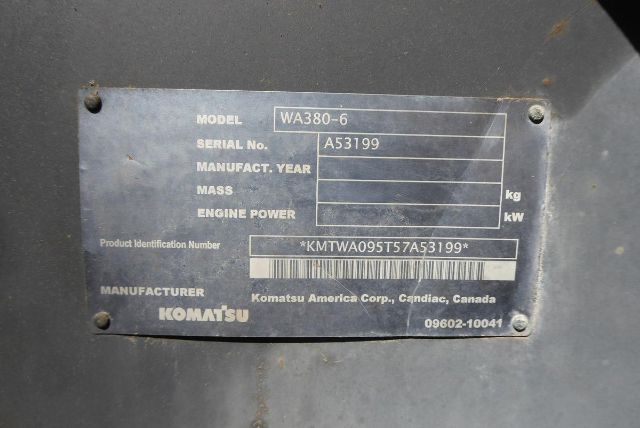 MODEL WA380-6
SERIAL No. A53199
MANUFACT. YEAR
MASS kg
ENGINE POWER kW
Product Identification Number *KMTWA095T57A53199*
MANUFACTURER Komatsu America Corp., Candiac, Canada
KOMATSU 09602-10041